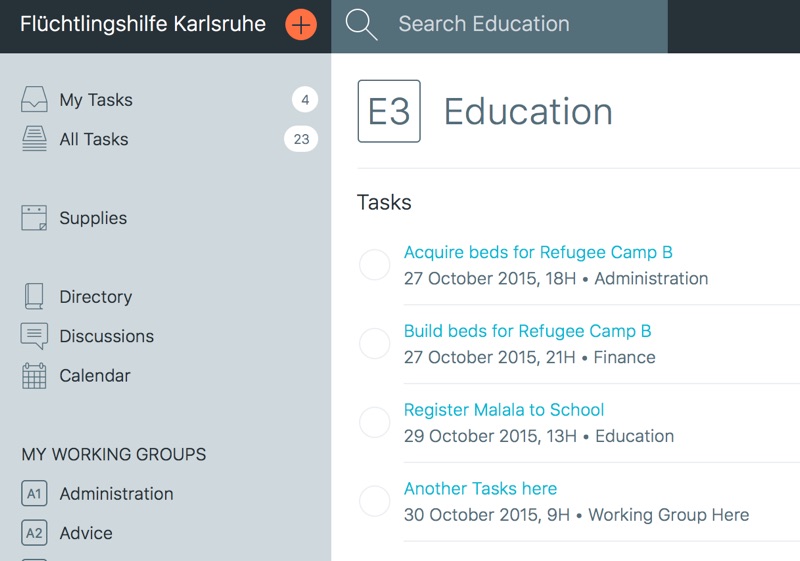 Flüchtlingshilfe Karlsruhe
Search Education
My Tasks 4
All Tasks 23
Supplies
Directory
Discussions
Calendar
MY WORKING GROUPS
A1 Administration
A2 Advice
E3 Education
Tasks
Acquire beds for Refugee Camp B
27 October 2015, 18H • Administration
Build beds for Refugee Camp B
27 October 2015, 21H • Finance
Register Malala to School
29 October 2015, 13H • Education
Another Tasks here
30 October 2015, 9H • Working Group Here